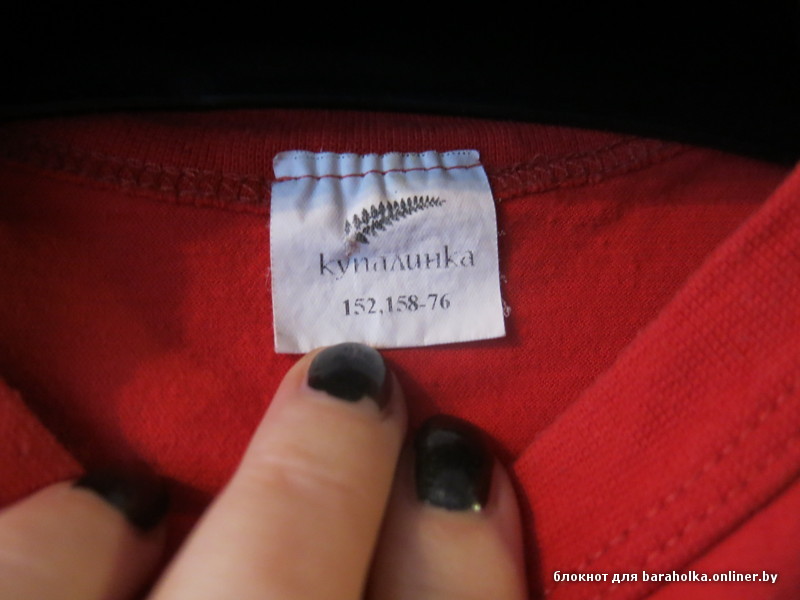 купалинка
152,158-76
блокнот для baraholka.onliner.by